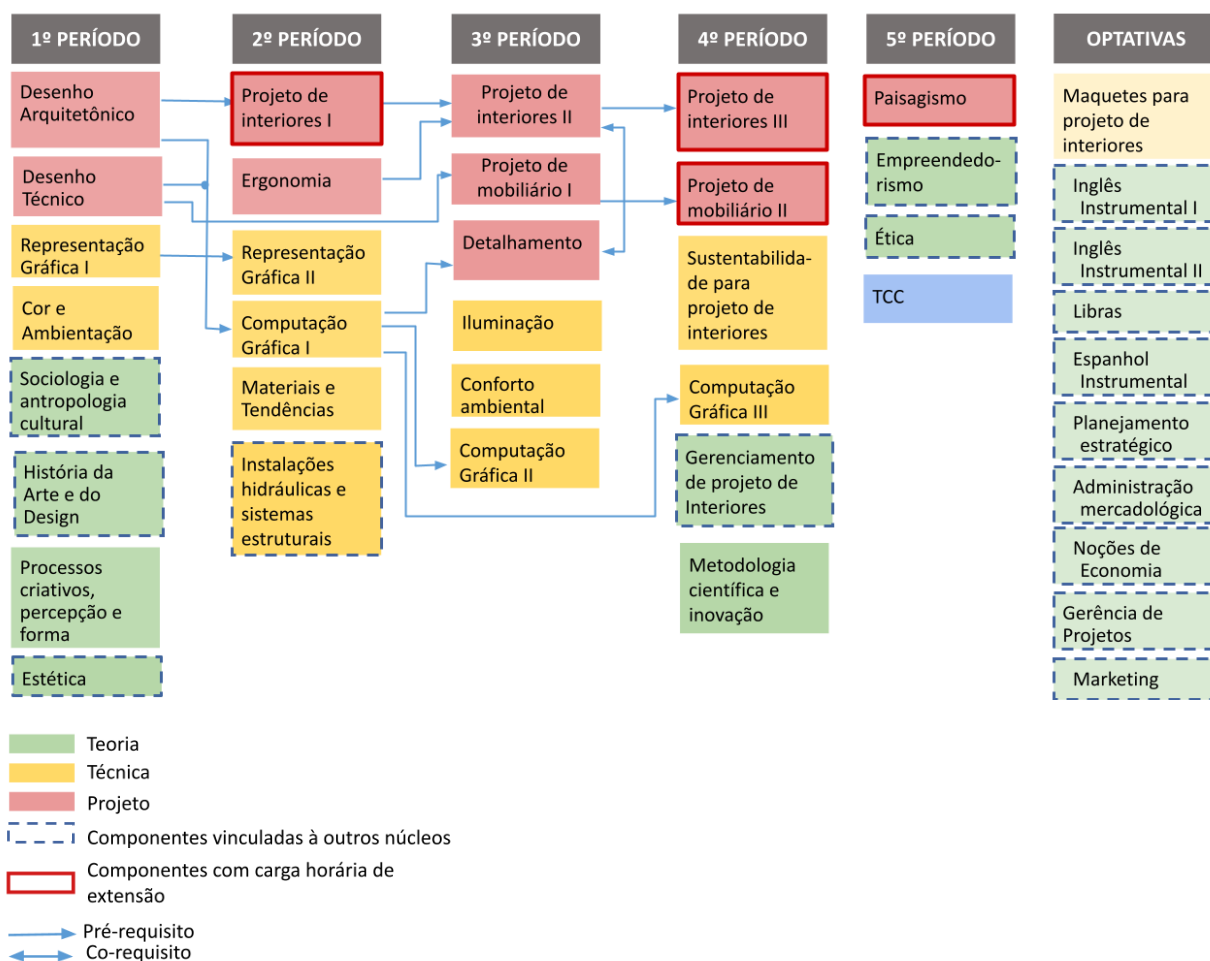 1º PERÍODO
Desenho
Arquitetônico
Desenho
Técnico
Representação
Gráfica I
Cor e
Ambientação
Sociologia e
antropologia
cultural
História da
Arte e do
Design
Processos
criativos,
percepção e
forma
Estética
2º PERÍODO
Projeto de
interiores I
Ergonomia
Representação
Gráfica II
Computação
Gráfica I
Materiais e
Tendências
Instalações
hidráulicas e
sistemas
estruturais
3º PERÍODO
Projeto de
interiores II
Projeto de
mobiliário I
Detalhamento
Iluminação
Conforto
ambiental
Computação
Gráfica II
4º PERÍODO
Projeto de
interiores III
Projeto de
mobiliário II
Sustentabilida-
de para
projeto de
interiores
Computação
Gráfica III
Gerenciamento
de projeto de
Interiores
Metodologia
científica e
inovação
5º PERÍODO
Paisagismo
Empreendedo-
rismo
Ética
TCC
OPTATIVAS
Maquetes para
projeto de
interiores
Inglês
Instrumental I
Inglês
Instrumental II
Libras
Espanhol
Instrumental
Planejamento
estratégico
Administração
mercadológica
Noções de
Economia
Gerência de
Projetos
Marketing
Teoria
Técnica
Projeto
Componentes vinculadas à outros núcleos
Componentes com carga horária de
extensão
Pré-requisito
Co-requisito